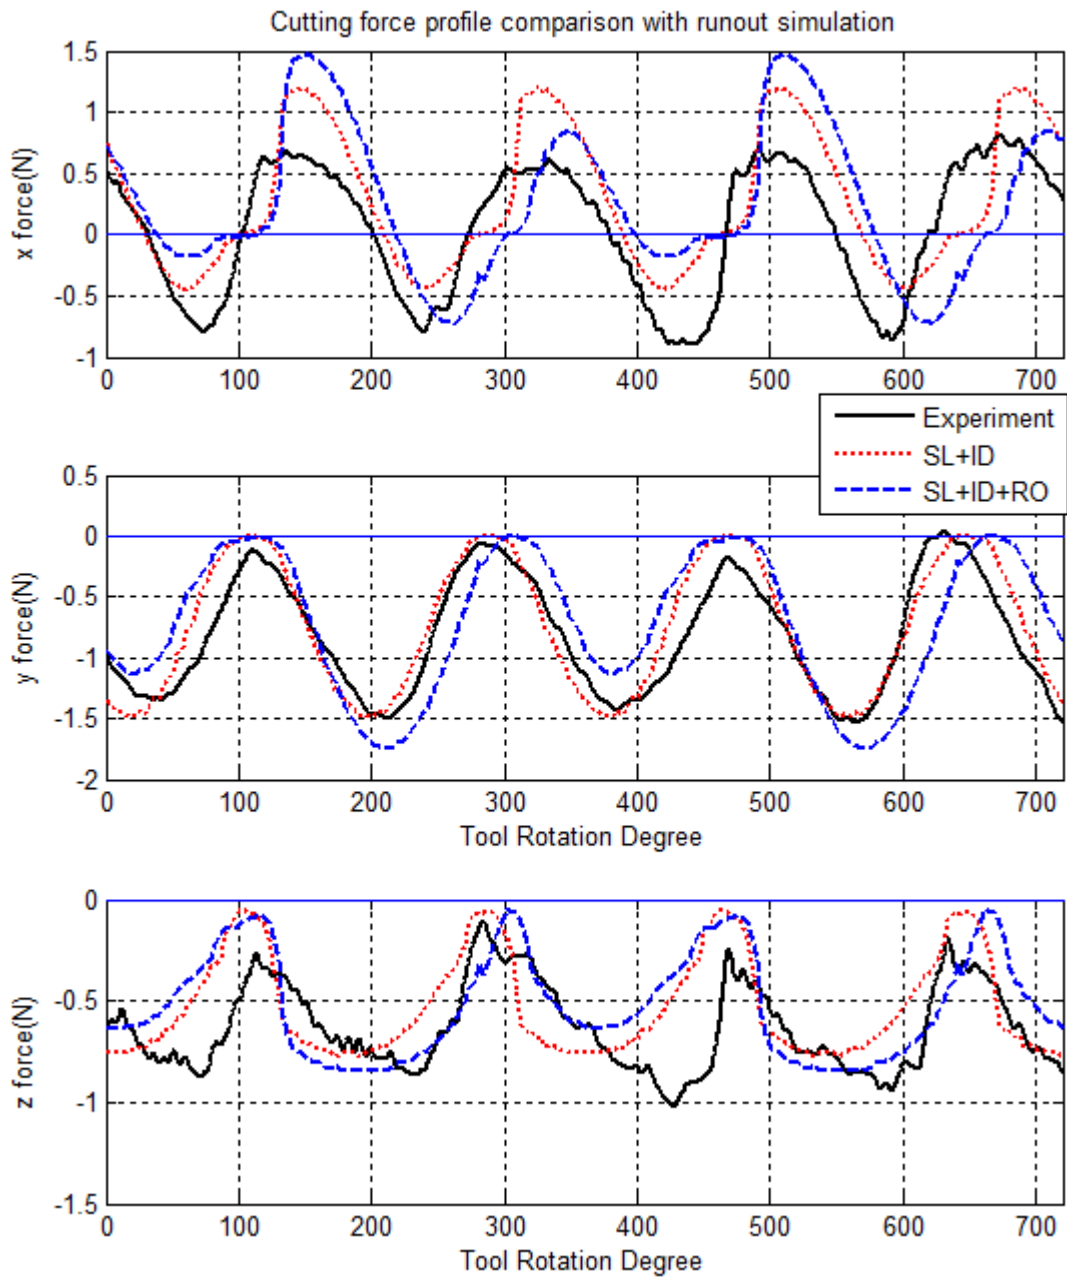 Cutting force profile comparison with runout simulation
x force(N)
1.5
1
0.5
0
-0.5
-1
0 100 200 300 400 500 600 700
Experiment
SL+ID
SL+ID+RO
y force(N)
0.5
0
-0.5
-1
-1.5
-2
0 100 200 300 400 500 600 700
Tool Rotation Degree
z force(N)
0
-0.5
-1
-1.5
0 100 200 300 400 500 600 700
Tool Rotation Degree